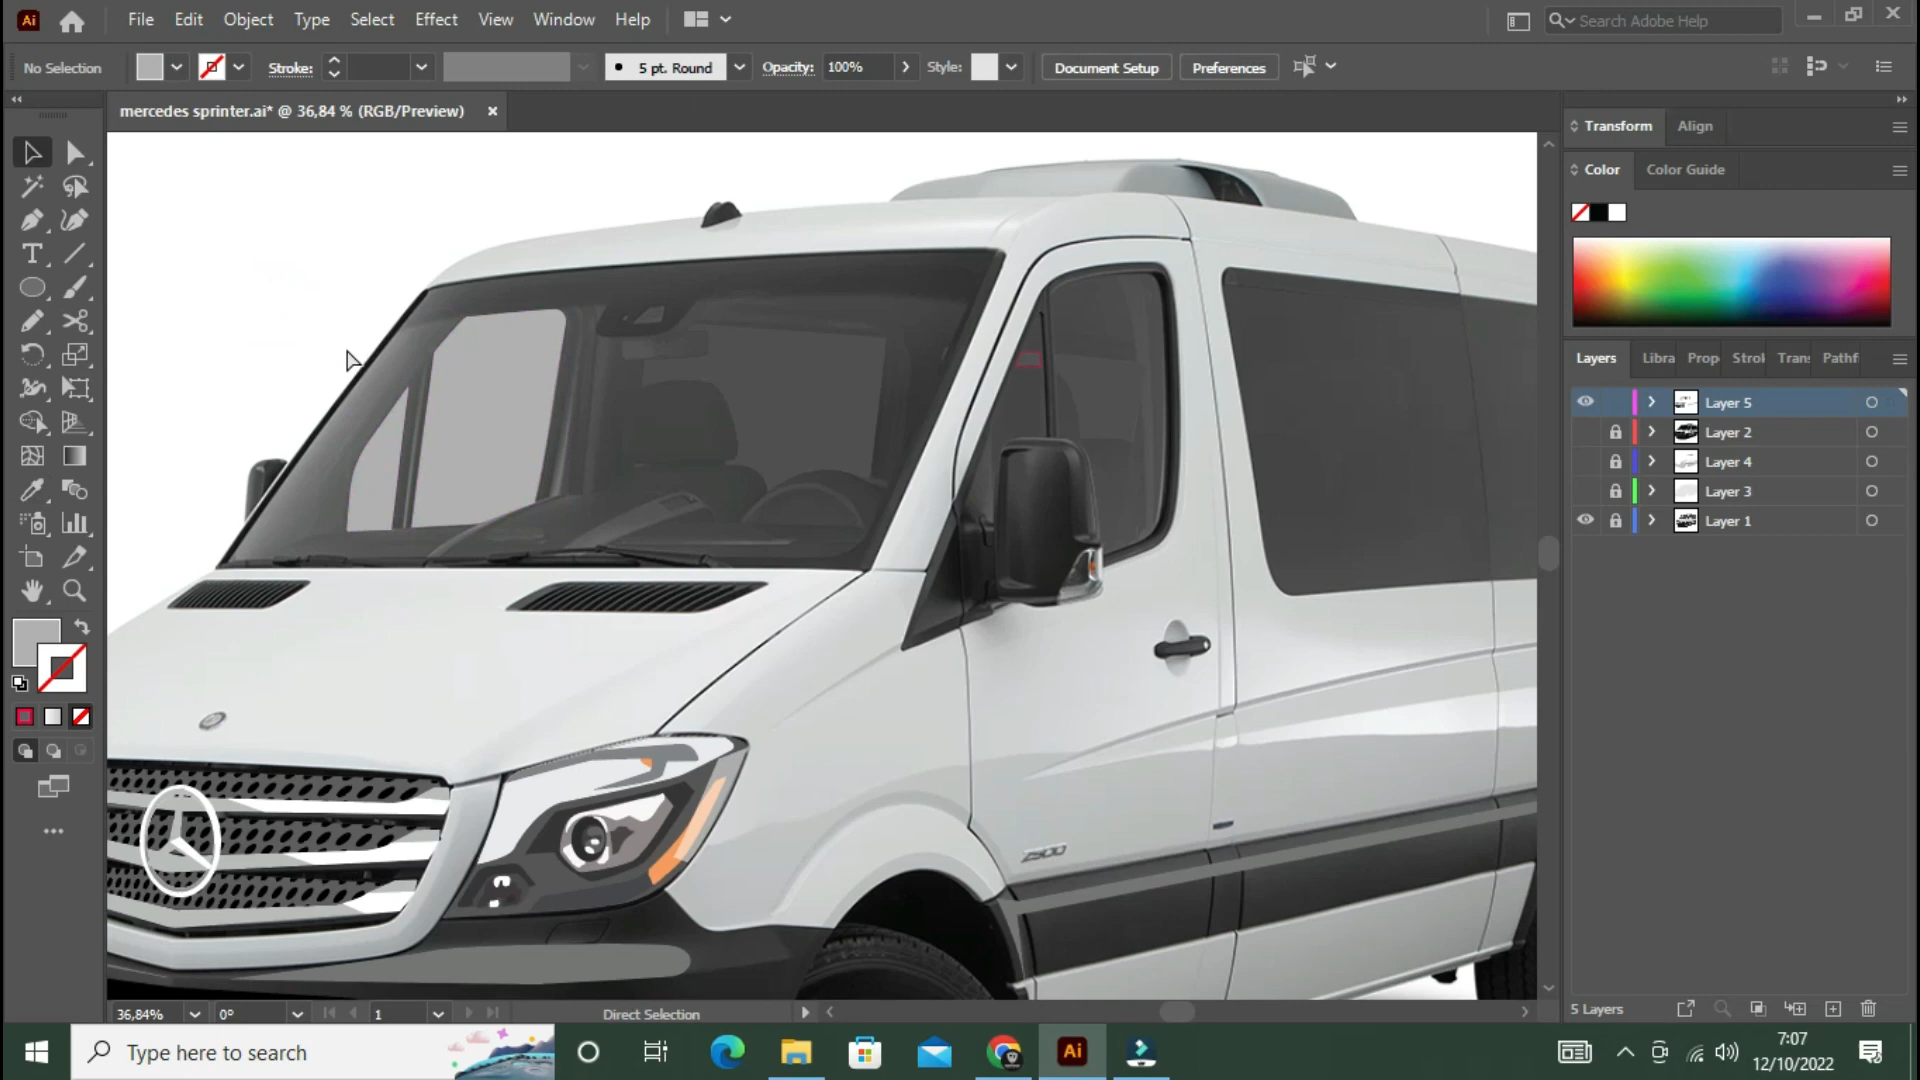 Ai File Edit Object Type Select Effect View Window Help Search Adobe Help
No Selection Stroke: 5 pt. Round Opacity: 100% Style: Document Setup Preferences
mercedes sprinter.ai* @ 36,84 % (RGB/Preview)
Transform Align
Color Color Guide
Layers Libra Prop Strol Tran: Pathf
Layer 5
Layer 2
Layer 4
Layer 3
Layer 1
2500
5 Layers
36,84% 0° 1 Direct Selection
Type here to search
Ai
7:07
12/10/2022